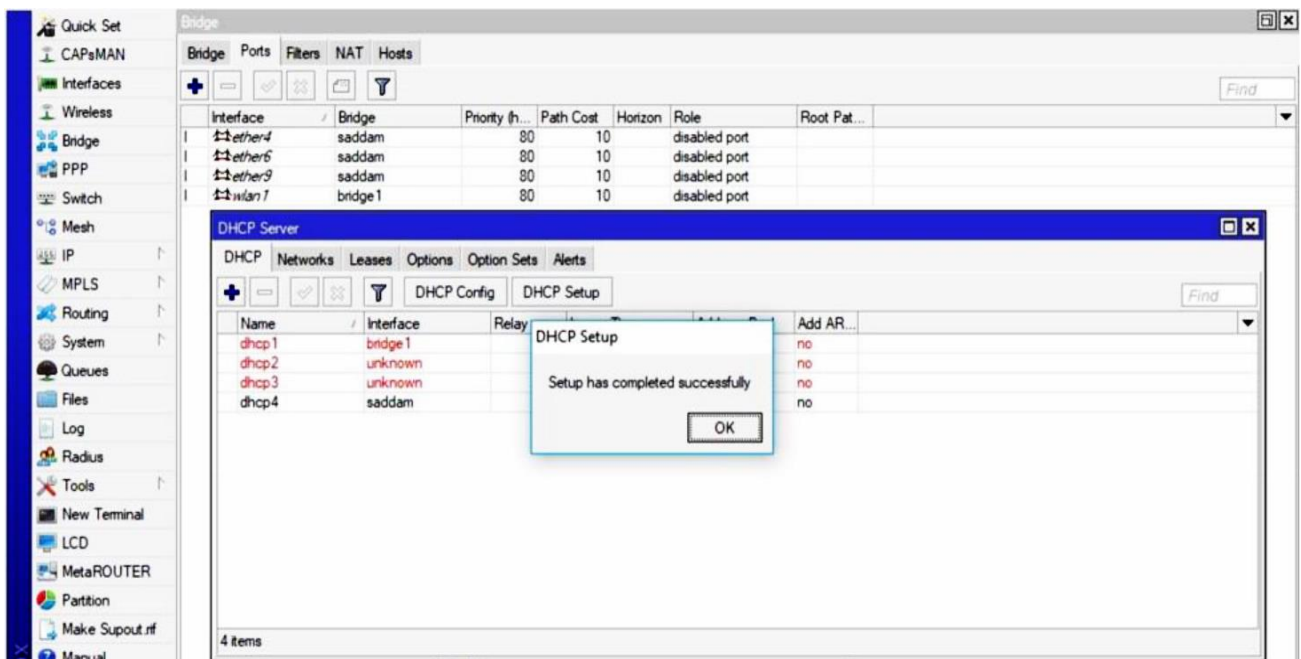 Quick Set
CAPsMAN
Interfaces
Wireless
Bridge
PPP
Switch
Mesh
IP
MPLS
Routing
System
Queues
Files
Log
Radius
Tools
New Terminal
LCD
MetaROUTER
Partition
Make Supout.rif
Manual
Bridge
Bridge Ports Filters NAT Hosts
Find
Interface Bridge Priority (h... Path Cost Horizon Role Root Pat...
I ether4 saddam 80 10 disabled port
I ether6 saddam 80 10 disabled port
I ether9 saddam 80 10 disabled port
I wlan1 bridge1 80 10 disabled port
DHCP Server
DHCP Networks Leases Options Option Sets Alerts
DHCP Config DHCP Setup Find
Name Interface Relay Add AR...
dhcp1 bridge1 no
dhcp2 unknown no
dhcp3 unknown no
dhcp4 saddam no
4 items
DHCP Setup
Setup has completed successfully
OK